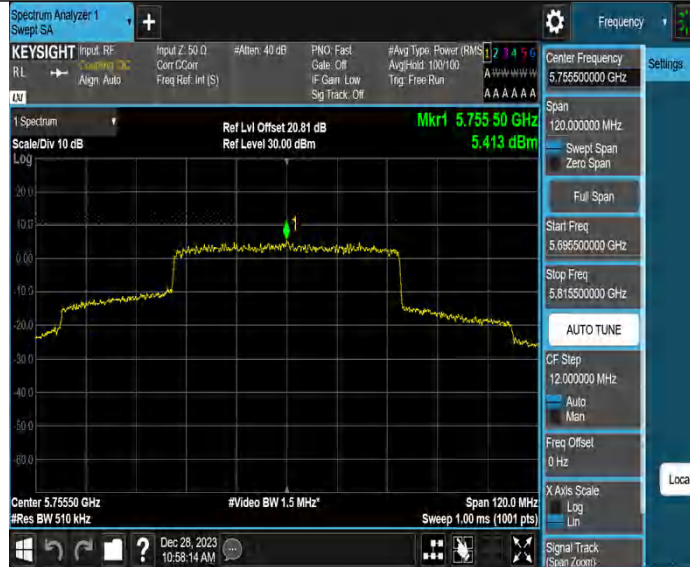 Spectrum Analyzer 1
Swept SA
+
Frequency
KEYSIGHT
RL
LXI
Input: RF
Coupling: DC
Align: Auto
Input Z: 50 Ω
Corr CCorr
Freq Ref: Int (S)
#Atten: 40 dB
PNO: Fast
Gate: Off
IF Gain: Low
Sig Track: Off
#Avg Type: Power (RMS
Avg|Hold: 100/100
Trig: Free Run
1 2 3 4 5 6
A W W W W W
A A A A A A
1 Spectrum
Scale/Div 10 dB
Log
Ref Lvl Offset 20.81 dB
Ref Level 30.00 dBm
Mkr1 5.755 50 GHz
5.413 dBm
20.0
10.0
0.00
-10.0
-20.0
-30.0
-40.0
-50.0
-60.0
1
Center 5.75550 GHz
#Res BW 510 kHz
#Video BW 1.5 MHz*
Span 120.0 MHz
Sweep 1.00 ms (1001 pts)
?
Dec 28, 2023
10:58:14 AM
Center Frequency
5.755500000 GHz
Settings
Span
120.000000 MHz
Swept Span
Zero Span
Full Span
Start Freq
5.695500000 GHz
Stop Freq
5.815500000 GHz
AUTO TUNE
CF Step
12.000000 MHz
Auto
Man
Freq Offset
0 Hz
X Axis Scale
Log
Lin
Signal Track
(Span Zoom)
Loca